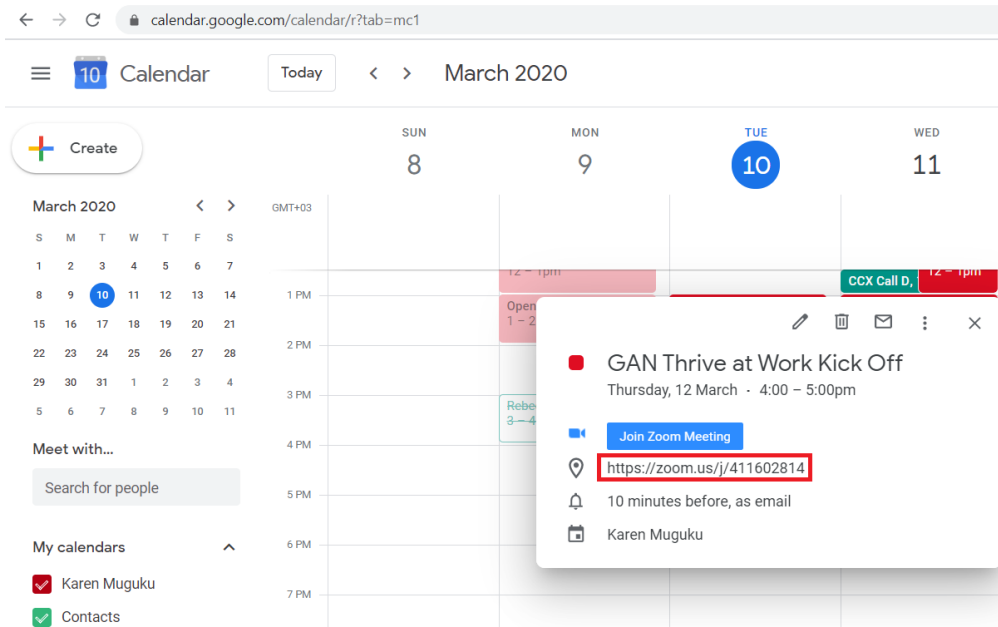 calendar.google.com/calendar/r?tab=mc1
10 Calendar Today March 2020
Create
SUN MON TUE WED
8 9 10 11
March 2020
S M T W T F S
1 2 3 4 5 6 7
8 9 10 11 12 13 14
15 16 17 18 19 20 21
22 23 24 25 26 27 28
29 30 31 1 2 3 4
5 6 7 8 9 10 11
Meet with...
Search for people
My calendars
Karen Muguku
Contacts
GMT+03
1 PM
2 PM
3 PM
4 PM
5 PM
6 PM
7 PM
12 – 1pm
Open
1 – 2
3 – 4
CCX Call D,
12 – 1pm
GAN Thrive at Work Kick Off
Thursday, 12 March · 4:00 – 5:00pm
Join Zoom Meeting
https://zoom.us/j/411602814
10 minutes before, as email
Karen Muguku